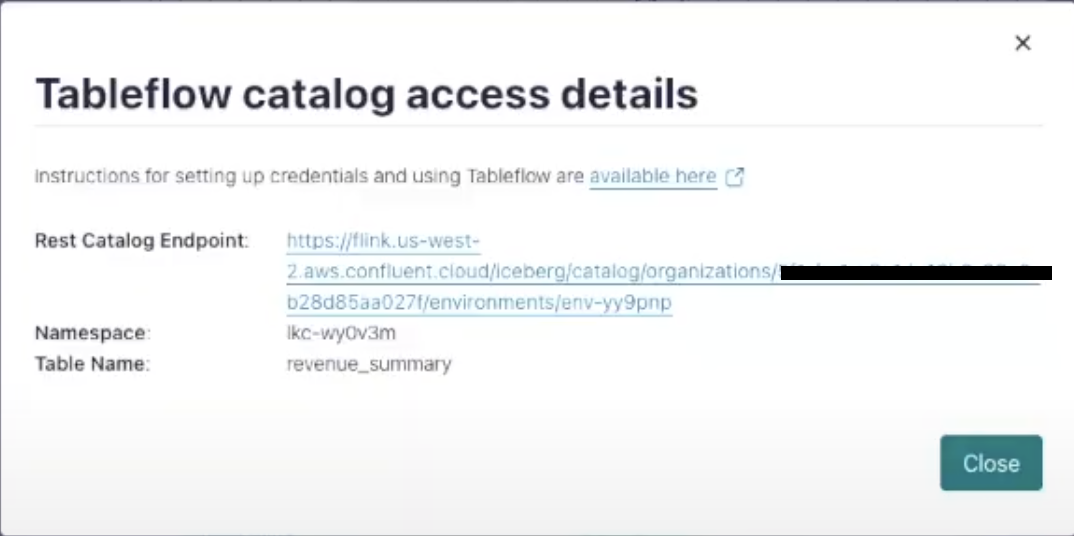 Tableflow catalog access details
Instructions for setting up credentials and using Tableflow are available here
Rest Catalog Endpoint: https://flink.us-west-
2.aws.confluent.cloud/iceberg/catalog/organizations/
b28d85aa027f/environments/env-yy9pnp
Namespace: lkc-wy0v3m
Table Name: revenue_summary
Close